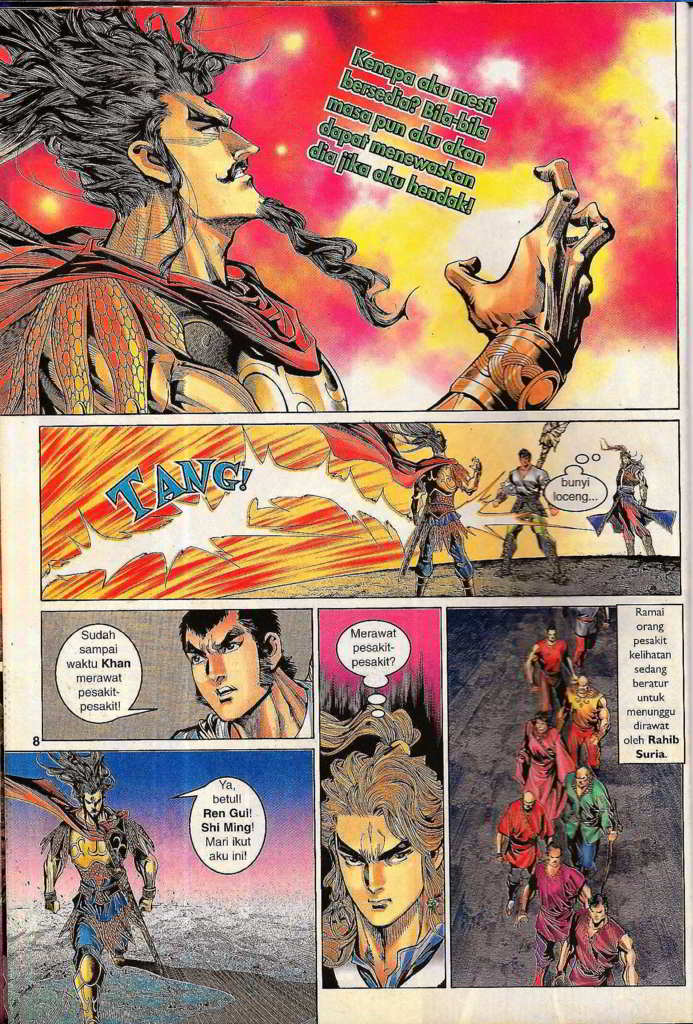 Kenapa aku mesti
bersedia? Bila-bila
masa pun aku akan
dapat menewaskan
dia jika aku hendak!
TANG!
bunyi
loceng...
Sudah
sampai
waktu Khan
merawat
pesakit-
pesakit!
Merawat
pesakit-
pesakit?
Ramai
orang
pesakit
kelihatan
sedang
beratur
untuk
menunggu
dirawat
oleh Rahib
Suria.
8
Ya,
betul!
Ren Gui!
Shi Ming!
Mari ikut
aku ini!